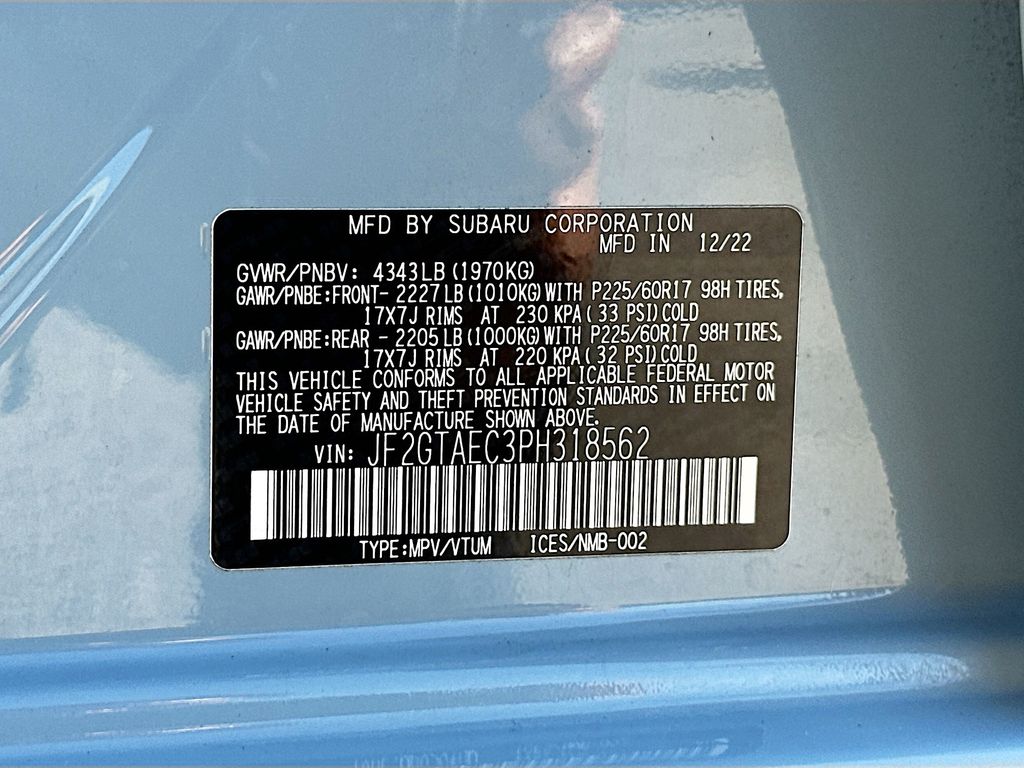 MFD BY SUBARU CORPORATION
MFD IN 12/22
GVWR/PNBV: 4343LB(1970KG)
GAWR/PNBE:FRONT- 2227LB(1010KG)WITH P225/60R17 98H TIRES,
17X7J RIMS AT 230 KPA( 33 PSI)COLD
GAWR/PNBE:REAR - 2205LB(1000KG)WITH P225/60R17 98H TIRES,
17X7J RIMS AT 220 KPA( 32 PSI)COLD
THIS VEHICLE CONFORMS TO ALL APPLICABLE FEDERAL MOTOR
VEHICLE SAFETY AND THEFT PREVENTION STANDARDS IN EFFECT ON
THE DATE OF MANUFACTURE SHOWN ABOVE.
VIN: JF2GTAEC3PH318562
TYPE:MPV/VTUM ICES/NMB-002